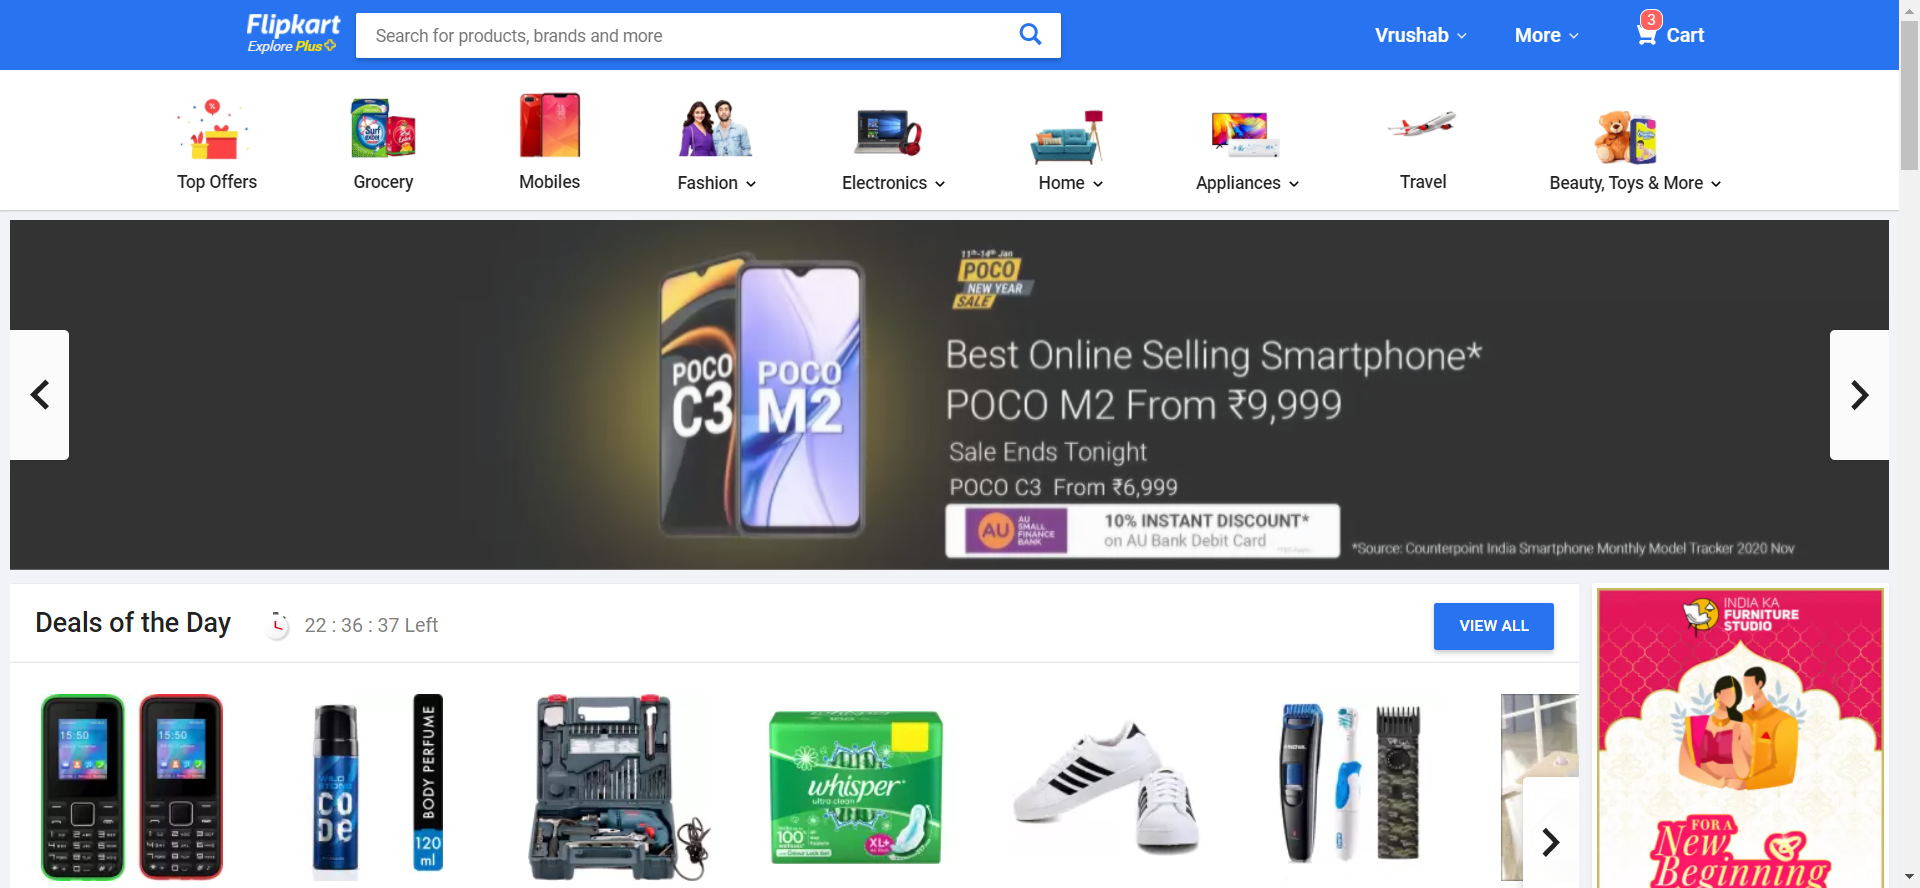 Flipkart
Explore Plus
Search for products, brands and more
Vrushab
More
3
Cart
Top Offers
Grocery
Mobiles
Fashion
Electronics
Home
Appliances
Travel
Beauty, Toys & More
11th-14th Jan
POCO
NEW YEAR
SALE
POCO
C3
POCO
M2
Best Online Selling Smartphone*
POCO M2 From ₹9,999
Sale Ends Tonight
POCO C3 From ₹6,999
AU
AU
SMALL
FINANCE
BANK
10% INSTANT DISCOUNT*
on AU Bank Debit Card
*Source: Counterpoint India Smartphone Monthly Model Tracker 2020 Nov
Deals of the Day
22 : 36 : 37 Left
VIEW ALL
15:50
15:50
WILD
STONE
CODE
BODY PERFUME
120
ml
whisper
ultra clean
100%
XL+
INDIA KA
FURNITURE
STUDIO
FOR A
New
Beginning